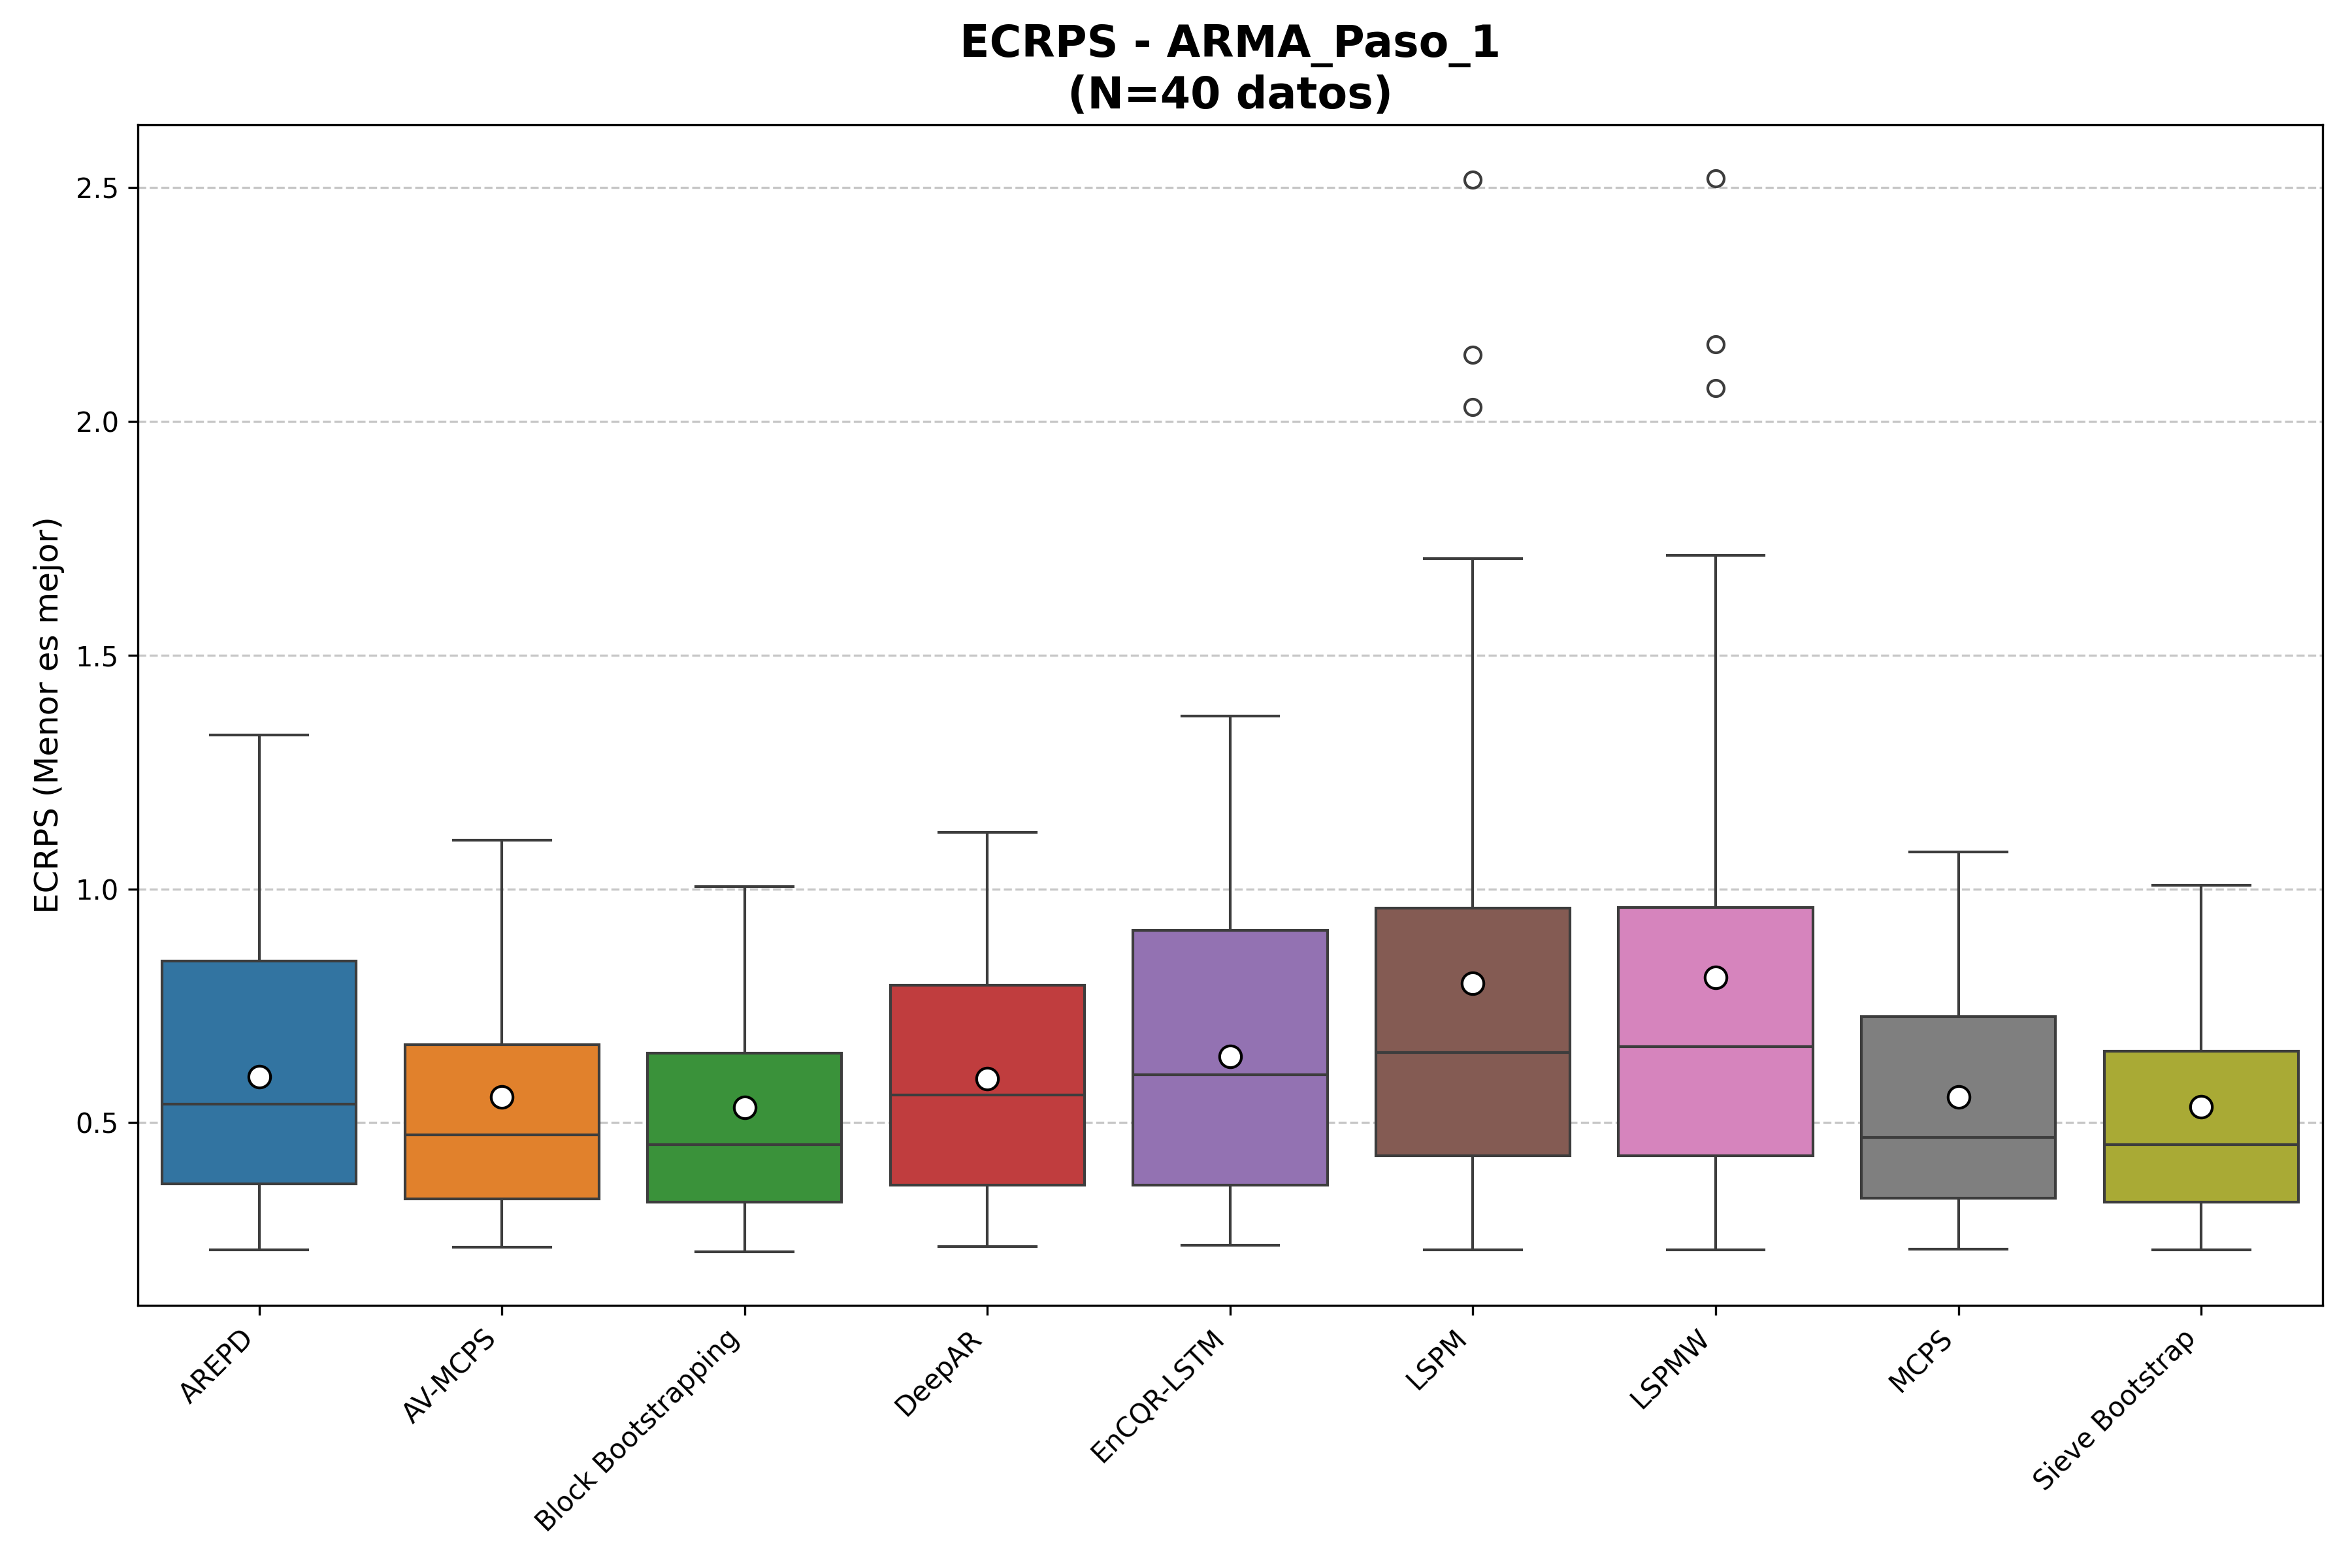 ECRPS - ARMA_Paso_1
(N=40 datos)
ECRPS (Menor es mejor)
2.5
2.0
1.5
1.0
0.5
AREPD
AV-MCPS
Block Bootstrapping
DeepAR
EnCQR-LSTM
LSPM
LSPMW
MCPS
Sieve Bootstrap